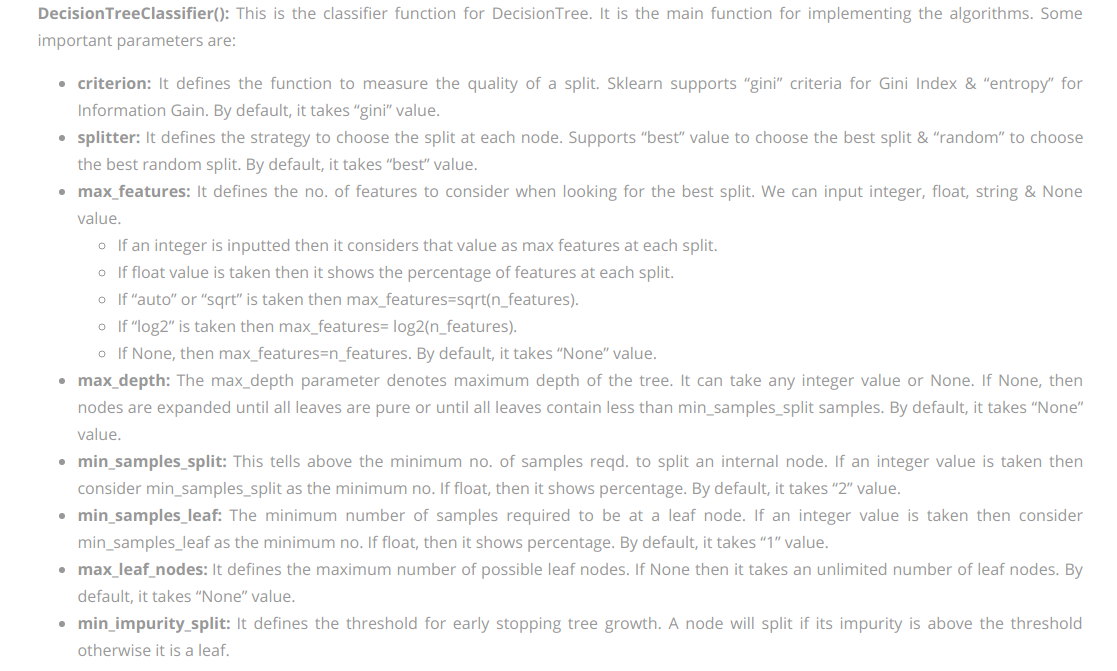 DecisionTreeClassifier(): This is the classifier function for DecisionTree. It is the main function for implementing the algorithms. Some
important parameters are:
• criterion: It defines the function to measure the quality of a split. Sklearn supports “gini” criteria for Gini Index & “entropy” for
Information Gain. By default, it takes “gini” value.
• splitter: It defines the strategy to choose the split at each node. Supports “best” value to choose the best split & “random” to choose
the best random split. By default, it takes “best” value.
• max_features: It defines the no. of features to consider when looking for the best split. We can input integer, float, string & None
value.
◦ If an integer is inputted then it considers that value as max features at each split.
◦ If float value is taken then it shows the percentage of features at each split.
◦ If “auto” or “sqrt” is taken then max_features=sqrt(n_features).
◦ If “log2” is taken then max_features= log2(n_features).
◦ If None, then max_features=n_features. By default, it takes “None” value.
• max_depth: The max_depth parameter denotes maximum depth of the tree. It can take any integer value or None. If None, then
nodes are expanded until all leaves are pure or until all leaves contain less than min_samples_split samples. By default, it takes “None”
value.
• min_samples_split: This tells above the minimum no. of samples reqd. to split an internal node. If an integer value is taken then
consider min_samples_split as the minimum no. If float, then it shows percentage. By default, it takes “2” value.
• min_samples_leaf: The minimum number of samples required to be at a leaf node. If an integer value is taken then consider
min_samples_leaf as the minimum no. If float, then it shows percentage. By default, it takes “1” value.
• max_leaf_nodes: It defines the maximum number of possible leaf nodes. If None then it takes an unlimited number of leaf nodes. By
default, it takes “None” value.
• min_impurity_split: It defines the threshold for early stopping tree growth. A node will split if its impurity is above the threshold
otherwise it is a leaf.